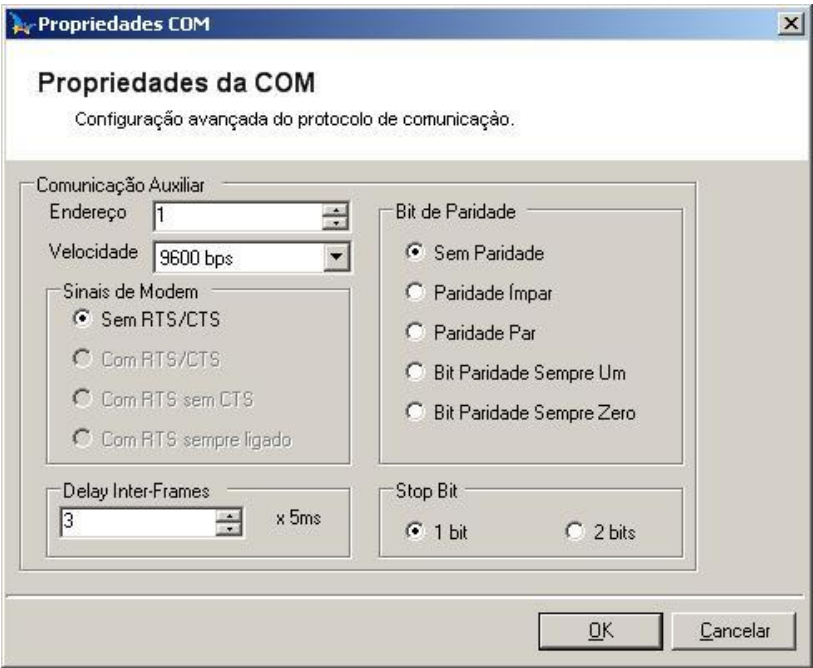 Propriedades COM
Propriedades da COM
Configuração avançada do protocolo de comunicação.
Comunicação Auxiliar
Endereço 1
Velocidade 9600 bps
Sinais de Modem
Sem RTS/CTS
Com RTS/CTS
Com RTS sem CTS
Com RTS sempre ligado
Delay Inter-Frames
3 x 5ms
Bit de Paridade
Sem Paridade
Paridade Ímpar
Paridade Par
Bit Paridade Sempre Um
Bit Paridade Sempre Zero
Stop Bit
1 bit 2 bits
OK Cancelar